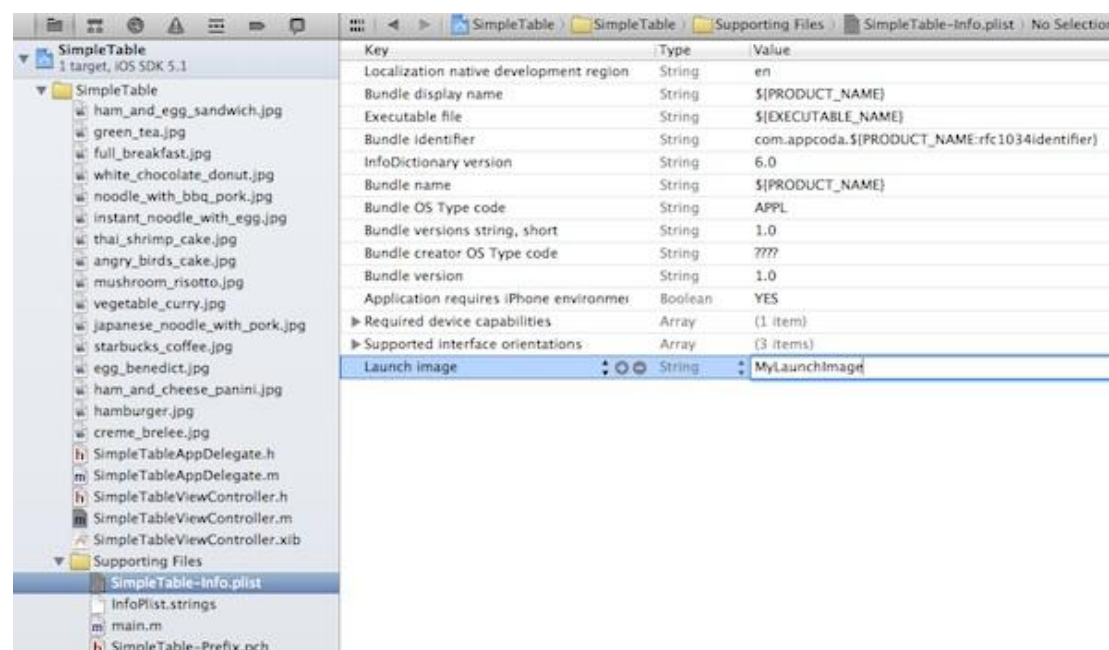 SimpleTable
SimpleTable
Supporting Files
SimpleTable-Info.plist
No Selection
SimpleTable
1 target, iOS SDK 5.1
SimpleTable
ham_and_egg_sandwich.jpg
green_tea.jpg
full_breakfast.jpg
white_chocolate_donut.jpg
noodle_with_bbq_pork.jpg
instant_noodle_with_egg.jpg
thai_shrimp_cake.jpg
angry_birds_cake.jpg
mushroom_risotto.jpg
vegetable_curry.jpg
japanese_noodle_with_pork.jpg
starbucks_coffee.jpg
egg_benedict.jpg
ham_and_cheese_panini.jpg
hamburger.jpg
creme_brelee.jpg
h SimpleTableAppDelegate.h
m SimpleTableAppDelegate.m
h SimpleTableViewController.h
m SimpleTableViewController.m
SimpleTableViewController.xib
Supporting Files
SimpleTable-Info.plist
InfoPlist.strings
m main.m
h SimpleTable-Prefix.pch
Key Type Value
Localization native development region String en
Bundle display name String ${PRODUCT_NAME}
Executable file String ${EXECUTABLE_NAME}
Bundle identifier String com.appcoda.${PRODUCT_NAME:rfc1034identifier}
InfoDictionary version String 6.0
Bundle name String ${PRODUCT_NAME}
Bundle OS Type code String APPL
Bundle versions string, short String 1.0
Bundle creator OS Type code String ????
Bundle version String 1.0
Application requires iPhone environmen Boolean YES
Required device capabilities Array (1 item)
Supported interface orientations Array (3 items)
Launch image String MyLaunchImage